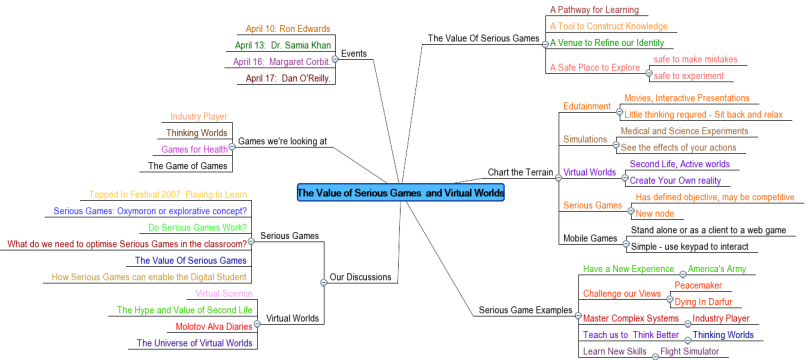 The Value of Serious Games and Virtual Worlds
Events
April 10: Ron Edwards
April 13: Dr. Samia Khan
April 16: Margaret Corbit.
April 17: Dan O'Reilly.
Games we're looking at
Industry Player
Thinking Worlds
Games for Health
The Game of Games
Our Discussions
Serious Games
Tapped In Festival 2007: Playing to Learn
Serious Games: Oxymoron or explorative concept?
Do Serious Games Work?
What do we need to optimise Serious Games in the classroom?
The Value Of Serious Games
How Serious Games can enable the Digital Student
Virtual Worlds
Virtual Science
The Hype and Value of Second Life
Molotov Alva Diaries
The Universe of Virtual Worlds
The Value Of Serious Games
A Pathway for Learning
A Tool to Construct Knowledge
A Venue to Refine our Identity
A Safe Place to Explore
safe to make mistakes
safe to experiment
Chart the Terrain
Edutainment
Movies, Interactive Presentations
Little thinking requred - Sit back and relax
Simulations
Medical and Science Experiments
See the effects of your actions
Virtual Worlds
Second Life, Active worlds
Create Your Own reality
Serious Games
Has defined objective, may be competitive
New node
Mobile Games
Stand alone or as a client to a web game
Simple - use keypad to interact
Serious Game Examples
Have a New Experience
America's Army
Challenge our Views
Peacemaker
Dying In Darfur
Master Complex Systems
Industry Player
Teach us to Think Better
Thinking Worlds
Learn New Skills
Flight Simulator